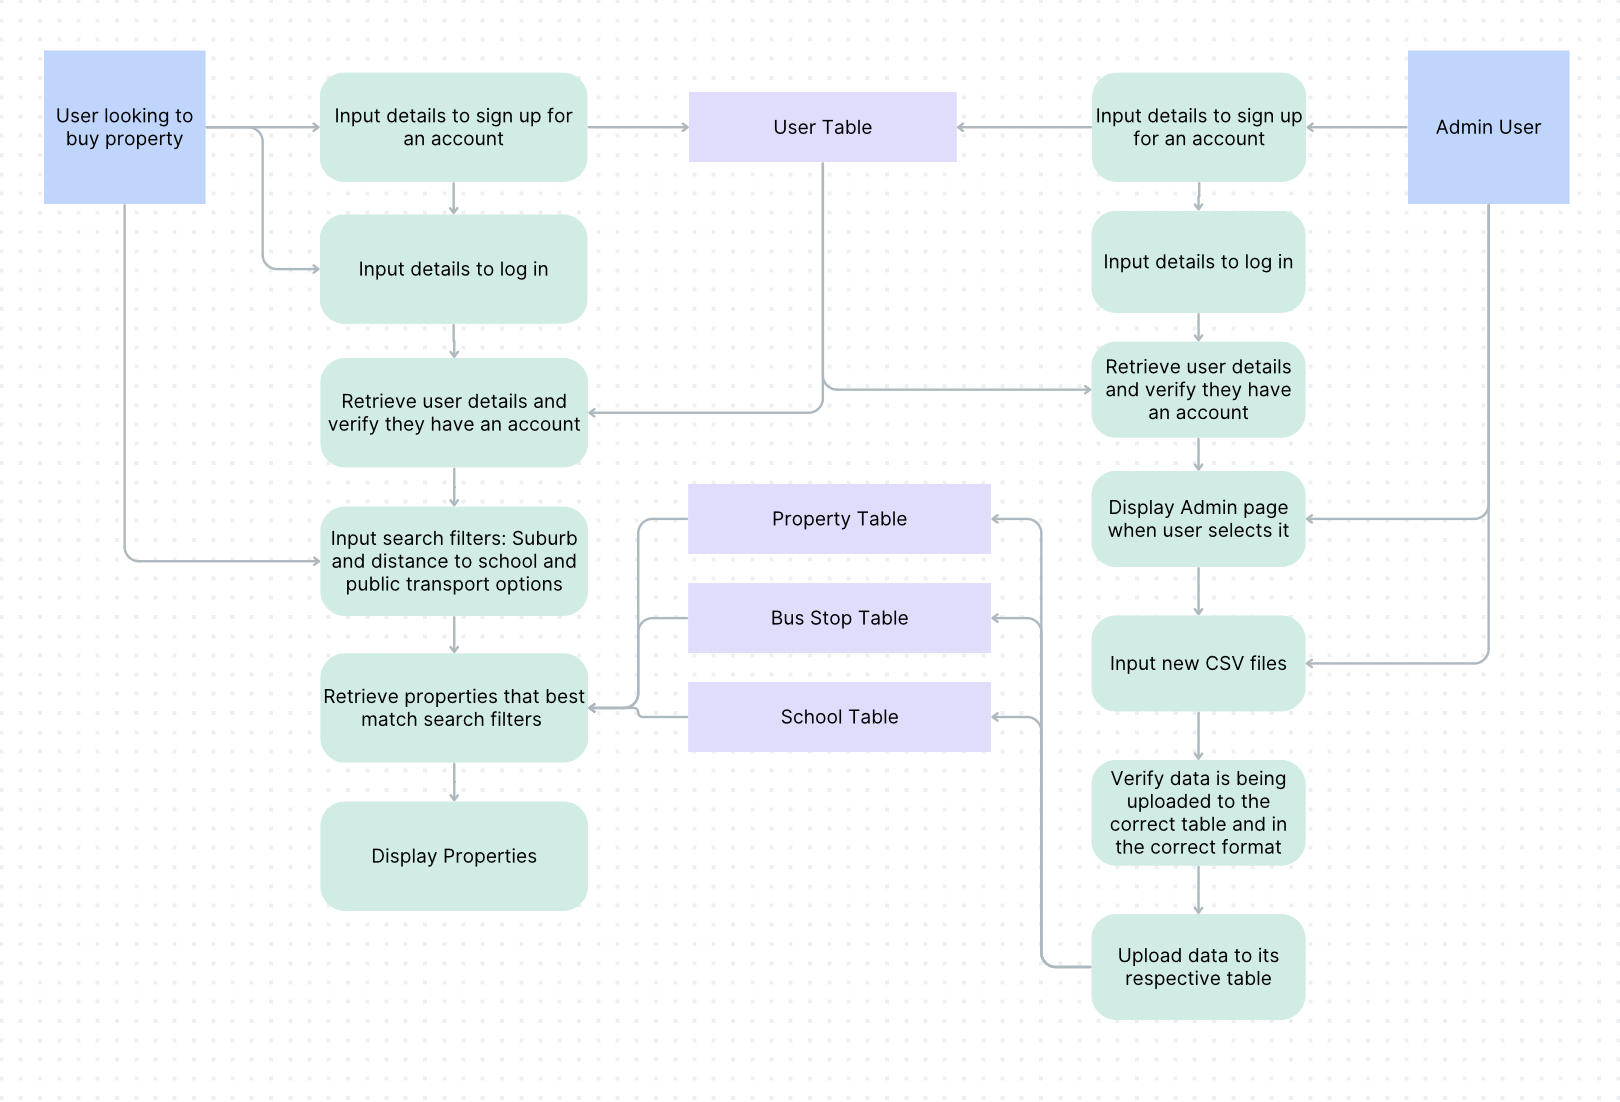 User looking to
buy property
Input details to sign up for
an account
User Table
Input details to sign up
for an account
Admin User
Input details to log in
Input details to log in
Retrieve user details and
verify they have an account
Retrieve user details
and verify they have
an account
Input search filters: Suburb
and distance to school and
public transport options
Property Table
Display Admin page
when user selects it
Bus Stop Table
Retrieve properties that best
match search filters
School Table
Input new CSV files
Display Properties
Verify data is being
uploaded to the
correct table and in
the correct format
Upload data to its
respective table